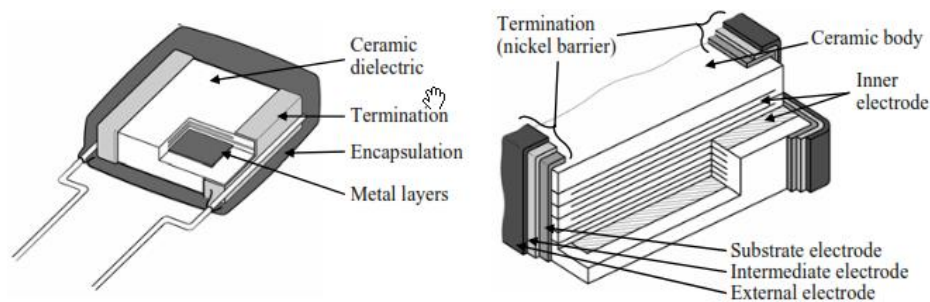 Ceramic
dielectric
Termination
Encapsulation
Metal layers
Termination
(nickel barrier)
Ceramic body
Inner
electrode
Substrate electrode
Intermediate electrode
External electrode